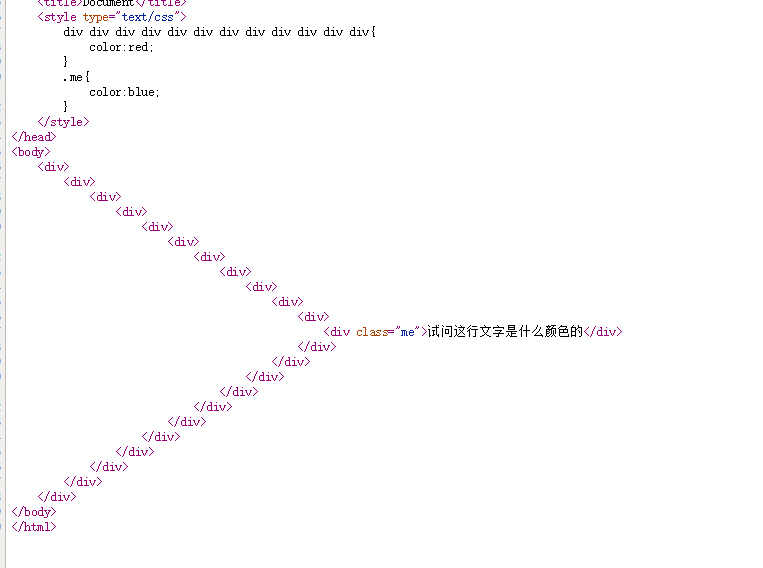 <title>Document</title>
<style type="text/css">
div div div div div div div div div div div div{
color:red;
}
.me{
color:blue;
}
</style>
</head>
<body>
<div>
<div>
<div>
<div>
<div>
<div>
<div>
<div>
<div>
<div>
<div>
<div class="me">试问这行文字是什么颜色的</div>
</div>
</div>
</div>
</div>
</div>
</div>
</div>
</div>
</div>
</div>
</div>
</body>
</html>